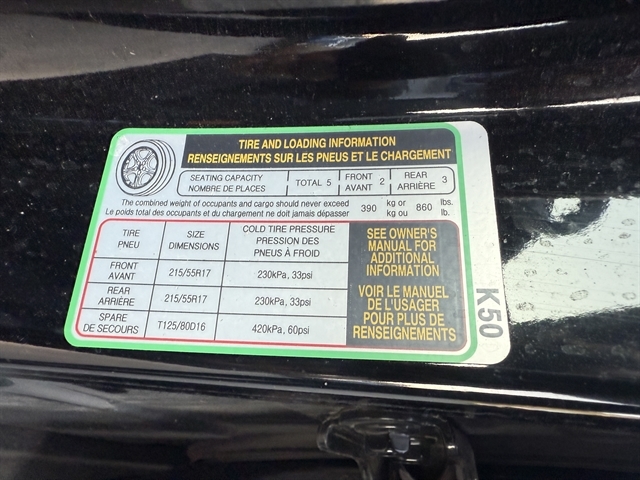 TIRE AND LOADING INFORMATION
RENSEIGNEMENTS SUR LES PNEUS ET LE CHARGEMENT
SEATING CAPACITY
NOMBRE DE PLACES
TOTAL 5
FRONT
AVANT 2
REAR
ARRIÈRE 3
The combined weight of occupants and cargo should never exceed
Le poids total des occupants et du chargement ne doit jamais dépasser
390 kg or
kg ou
860 lbs.
lb.
TIRE
PNEU
SIZE
DIMENSIONS
COLD TIRE PRESSURE
PRESSION DES
PNEUS À FROID
FRONT
AVANT
215/55R17
230kPa, 33psi
REAR
ARRIÈRE
215/55R17
230kPa, 33psi
SPARE
DE SECOURS
T125/80D16
420kPa, 60psi
SEE OWNER'S
MANUAL FOR
ADDITIONAL
INFORMATION
VOIR LE MANUEL
DE L'USAGER
POUR PLUS DE
RENSEIGNEMENTS
K50